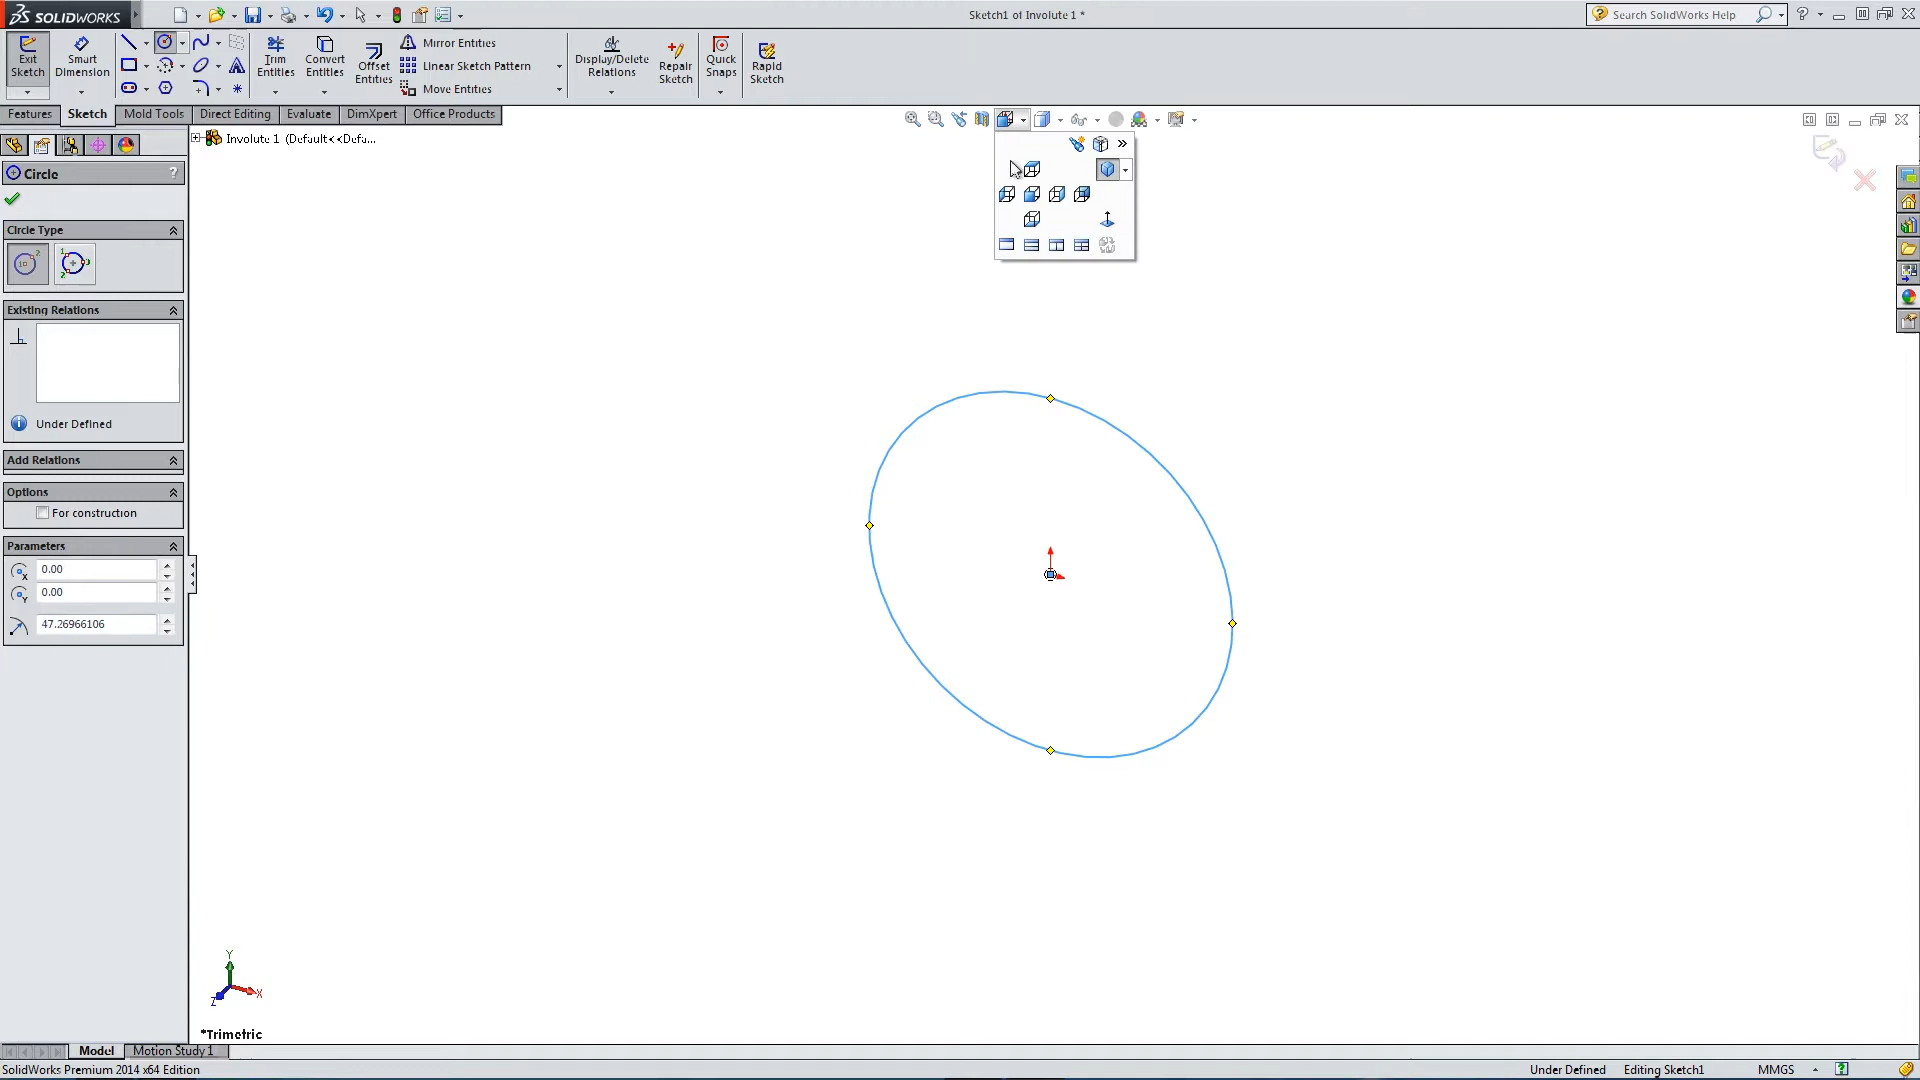 SOLIDWORKS
Sketch1 of Involute 1 *
Search SolidWorks Help
Exit Sketch
Smart Dimension
Trim Entities
Convert Entities
Offset Entities
Mirror Entities
Linear Sketch Pattern
Move Entities
Display/Delete Relations
Repair Sketch
Quick Snaps
Rapid Sketch
Features
Sketch
Mold Tools
Direct Editing
Evaluate
DimXpert
Office Products
Involute 1 (Default<<Defa...
Circle
?
Circle Type
Existing Relations
Under Defined
Add Relations
Options
For construction
Parameters
0.00
0.00
47.26966106
Y
X
Z
*Trimetric
Model
Motion Study 1
SolidWorks Premium 2014 x64 Edition
Under Defined
Editing Sketch1
MMGS